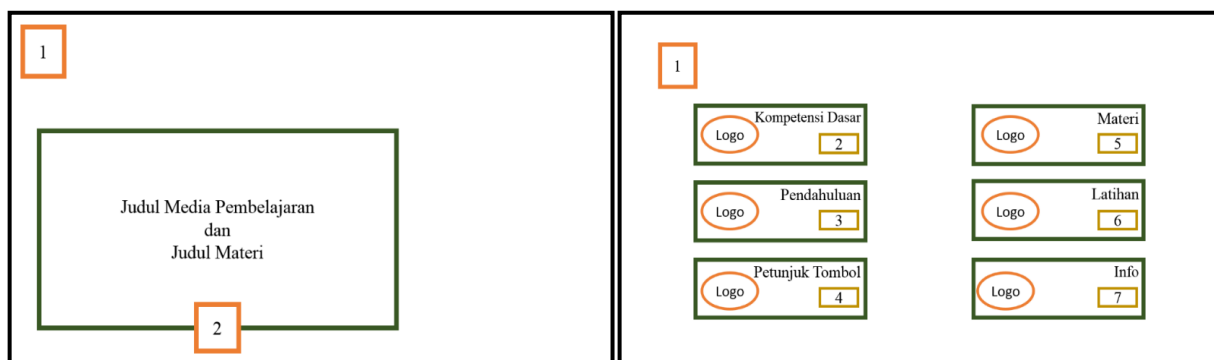 1
Judul Media Pembelajaran
dan
Judul Materi
2
1
Kompetensi Dasar
Logo
2
Pendahuluan
Logo
3
Petunjuk Tombol
Logo
4
Materi
Logo
5
Latihan
Logo
6
Info
Logo
7